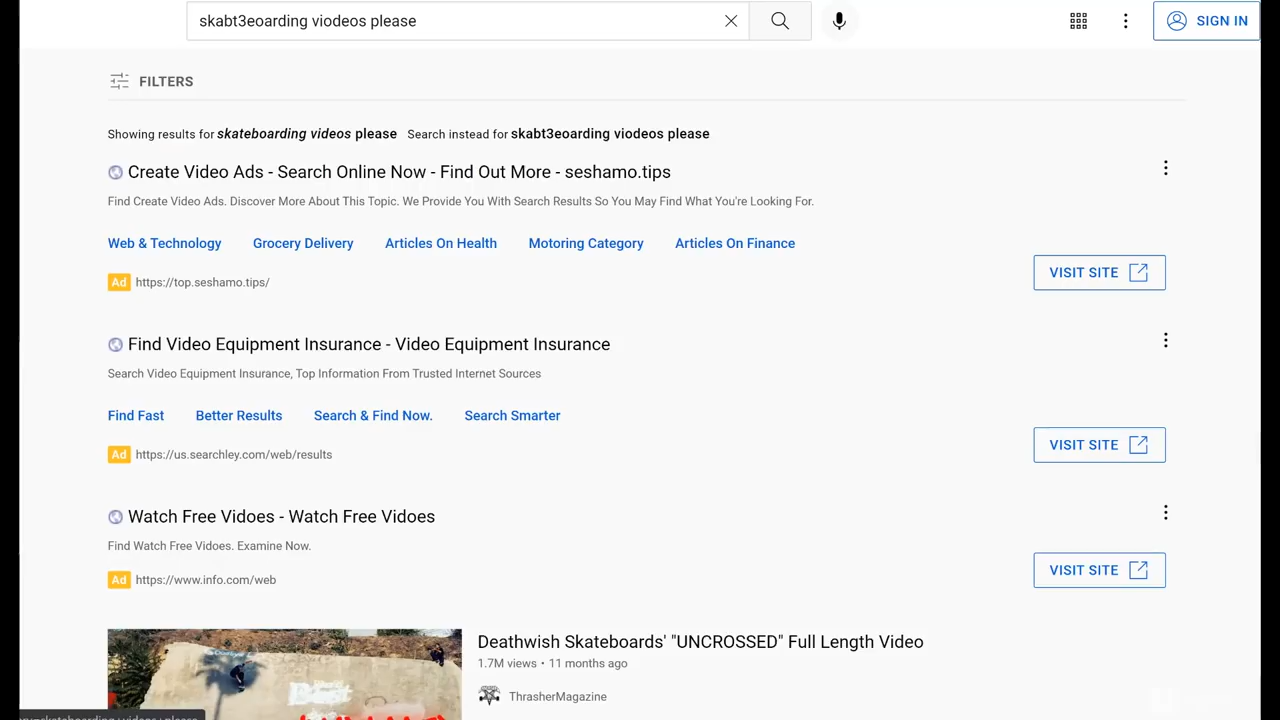 skabt3eoarding viodeos please
SIGN IN
FILTERS
Showing results for skateboarding videos please Search instead for skabt3eoarding viodeos please
Create Video Ads - Search Online Now - Find Out More - seshamo.tips
Find Create Video Ads. Discover More About This Topic. We Provide You With Search Results So You May Find What You're Looking For.
Web & Technology Grocery Delivery Articles On Health Motoring Category Articles On Finance
Ad https://top.seshamo.tips/
VISIT SITE
Find Video Equipment Insurance - Video Equipment Insurance
Search Video Equipment Insurance, Top Information From Trusted Internet Sources
Find Fast Better Results Search & Find Now. Search Smarter
Ad https://us.searchley.com/web/results
VISIT SITE
Watch Free Vidoes - Watch Free Vidoes
Find Watch Free Vidoes. Examine Now.
Ad https://www.info.com/web
VISIT SITE
Deathwish Skateboards' "UNCROSSED" Full Length Video
1.7M views • 11 months ago
ThrasherMagazine